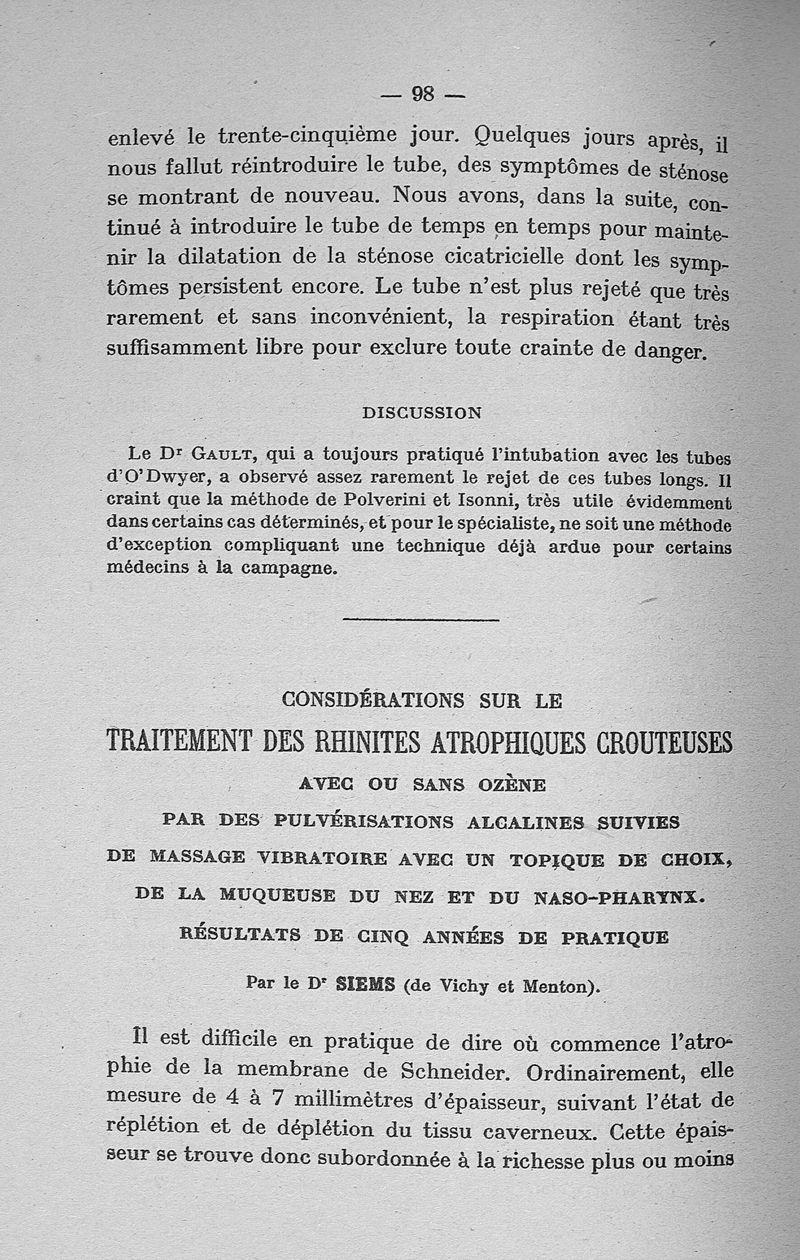 — 98 —
enlevé le trente-cinquième jour. Quelques jours après, il
nous fallut réintroduire le tube, des symptômes de sténose
se montrant de nouveau. Nous avons, dans la suite, con-
tinué à introduire le tube de temps en temps pour mainte-
nir la dilatation de la sténose cicatricielle dont les symp-
tômes persistent encore. Le tube n'est plus rejeté que très
rarement et sans inconvénient, la respiration étant très
suffisamment libre pour exclure toute crainte de danger.
DISCUSSION
Le Dr GAULT, qui a toujours pratiqué l'intubation avec les tubes
d'O'Dwyer, a observé assez rarement le rejet de ces tubes longs. Il
craint que la méthode de Polverini et Isonni, très utile évidemment
dans certains cas déterminés, et pour le spécialiste, ne soit une méthode
d'exception compliquant une technique déjà ardue pour certains
médecins à la campagne.
CONSIDÉRATIONS SUR LE
TRAITEMENT DES RHINITES ATROPHIQUES CROUTEUSES
AVEC OU SANS OZÈNE
PAR DES PULVÉRISATIONS ALCALINES SUIVIES
DE MASSAGE VIBRATOIRE AVEC UN TOPIQUE DE CHOIX,
DE LA MUQUEUSE DU NEZ ET DU NASO-PHARYNX.
RÉSULTATS DE CINQ ANNÉES DE PRATIQUE
Par le Dr SIEMS (de Vichy et Menton).
Il est difficile en pratique de dire où commence l'atro-
phie de la membrane de Schneider. Ordinairement, elle
mesure de 4 à 7 millimètres d'épaisseur, suivant l'état de
réplétion et de déplétion du tissu caverneux. Cette épais-
seur se trouve donc subordonnée à la richesse plus ou moins